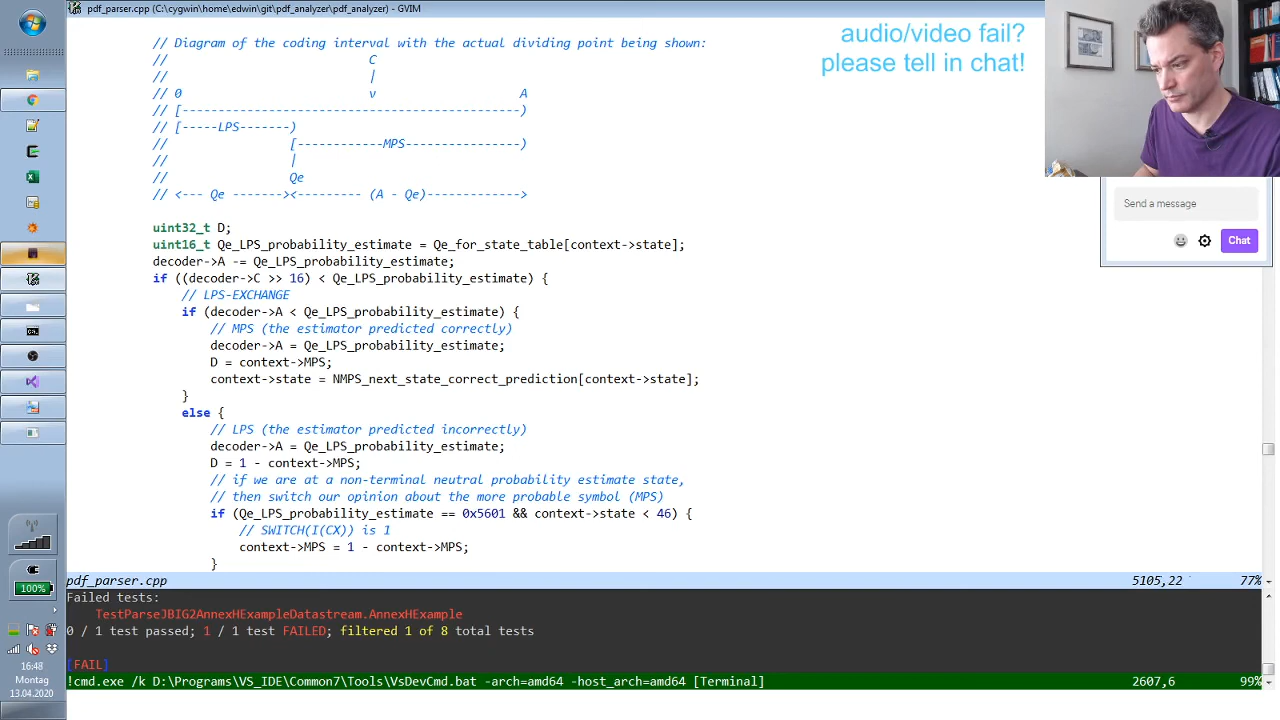 pdf_parser.cpp (C:\cygwin\home\edwin\git\pdf_analyzer\pdf_analyzer) - GVIM
audio/video fail?
please tell in chat!
// Diagram of the coding interval with the actual dividing point being shown:
//                           C
//                           |
// 0                         v                    A
// [-----------------------------------------------)
// [-----LPS-------)
//                [------------MPS----------------)
//                |
//                Qe
// <--- Qe -------><--------- (A - Qe)------------->
uint32_t D;
uint16_t Qe_LPS_probability_estimate = Qe_for_state_table[context->state];
decoder->A -= Qe_LPS_probability_estimate;
if ((decoder->C >> 16) < Qe_LPS_probability_estimate) {
// LPS-EXCHANGE
if (decoder->A < Qe_LPS_probability_estimate) {
// MPS (the estimator predicted correctly)
decoder->A = Qe_LPS_probability_estimate;
D = context->MPS;
context->state = NMPS_next_state_correct_prediction[context->state];
}
else {
// LPS (the estimator predicted incorrectly)
decoder->A = Qe_LPS_probability_estimate;
D = 1 - context->MPS;
// if we are at a non-terminal neutral probability estimate state,
// then switch our opinion about the more probable symbol (MPS)
if (Qe_LPS_probability_estimate == 0x5601 && context->state < 46) {
// SWITCH(I(CX)) is 1
context->MPS = 1 - context->MPS;
}
pdf_parser.cpp 5105,22 77%
Failed tests:
TestParseJBIG2AnnexHExampleDatastream.AnnexHExample
0 / 1 test passed; 1 / 1 test FAILED; filtered 1 of 8 total tests
[FAIL]
!cmd.exe /k D:\Programs\VS_IDE\Common7\Tools\VsDevCmd.bat -arch=amd64 -host_arch=amd64 [Terminal] 2607,6 99%
Send a message
Chat
100%
16:48
Montag
13.04.2020